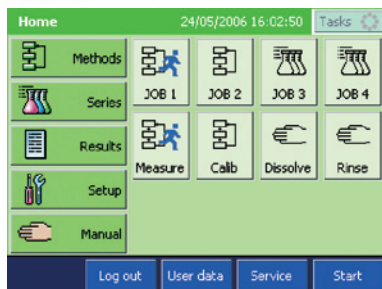 Home 24/05/2006 16:02:50 Tasks
Methods
JOB 1 JOB 2 JOB 3 JOB 4
Series
Results
Measure Calib Dissolve Rinse
Setup
Manual
Log out User data Service Start